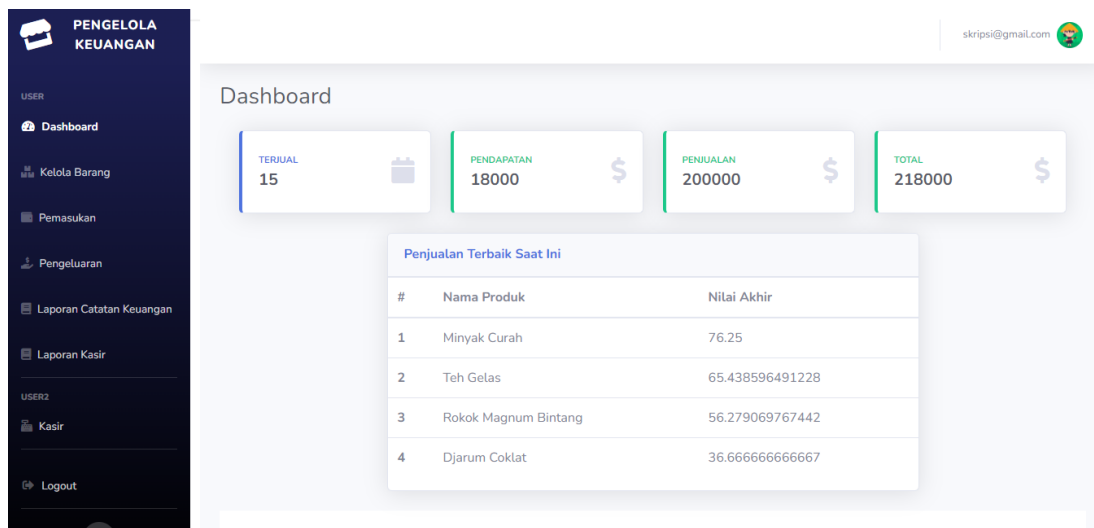 PENGELOLA
KEUANGAN
skripsi@gmail.com
USER
Dashboard
Kelola Barang
Pemasukan
Pengeluaran
Laporan Catatan Keuangan
Laporan Kasir
USER2
Kasir
Logout
Dashboard
TERJUAL
15
PENDAPATAN
18000
PENJUALAN
200000
TOTAL
218000
Penjualan Terbaik Saat Ini
# Nama Produk Nilai Akhir
1 Minyak Curah 76.25
2 Teh Gelas 65.438596491228
3 Rokok Magnum Bintang 56.279069767442
4 Djarum Coklat 36.666666666667